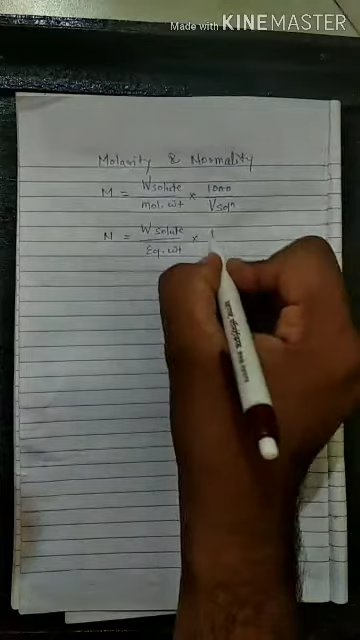 Made with KINEMASTER
Molarity & Normality
M = Wsolute / mol. wt × 1000 / Vsolⁿ
N = Wsolute / Eq. wt × 1